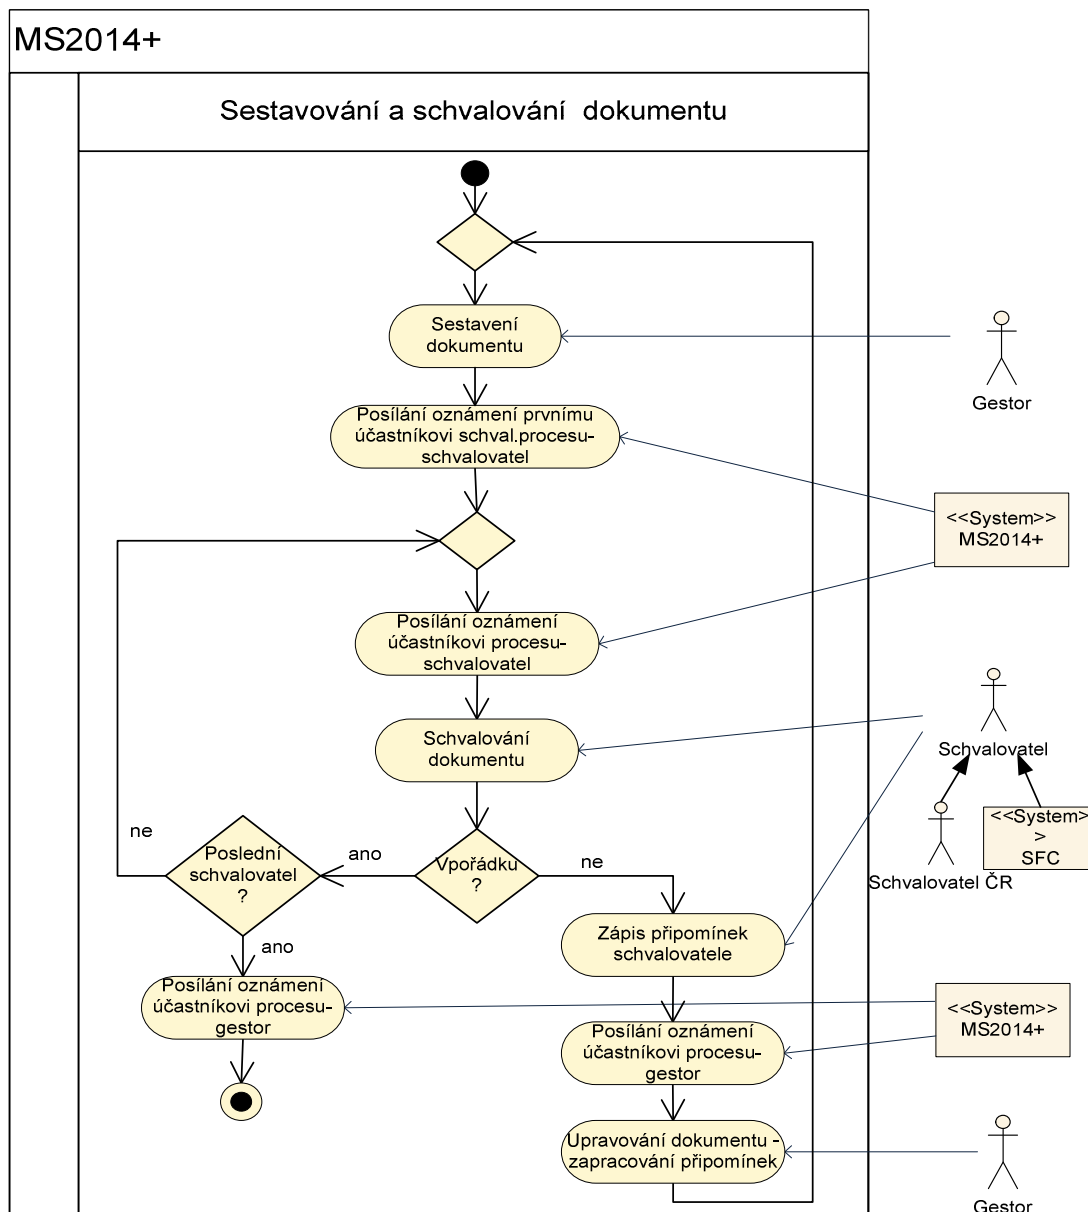 MS2014+
Sestavování a schvalování dokumentu
Sestavení
dokumentu
Gestor
Posílání oznámení prvnímu
účastníkovi schval.procesu-
schvalovatel
<<System>>
MS2014+
Posílání oznámení
účastníkovi procesu-
schvalovatel
Schvalování
dokumentu
Schvalovatel
<<System>
>
SFC
Schvalovatel ČR
ne
Poslední
schvalovatel
?
ano
Vpořádku
?
ne
Zápis připomínek
schvalovatele
ano
Posílání oznámení
účastníkovi procesu-
gestor
<<System>>
MS2014+
Posílání oznámení
účastníkovi procesu-
gestor
Upravování dokumentu -
zapracování připomínek
Gestor